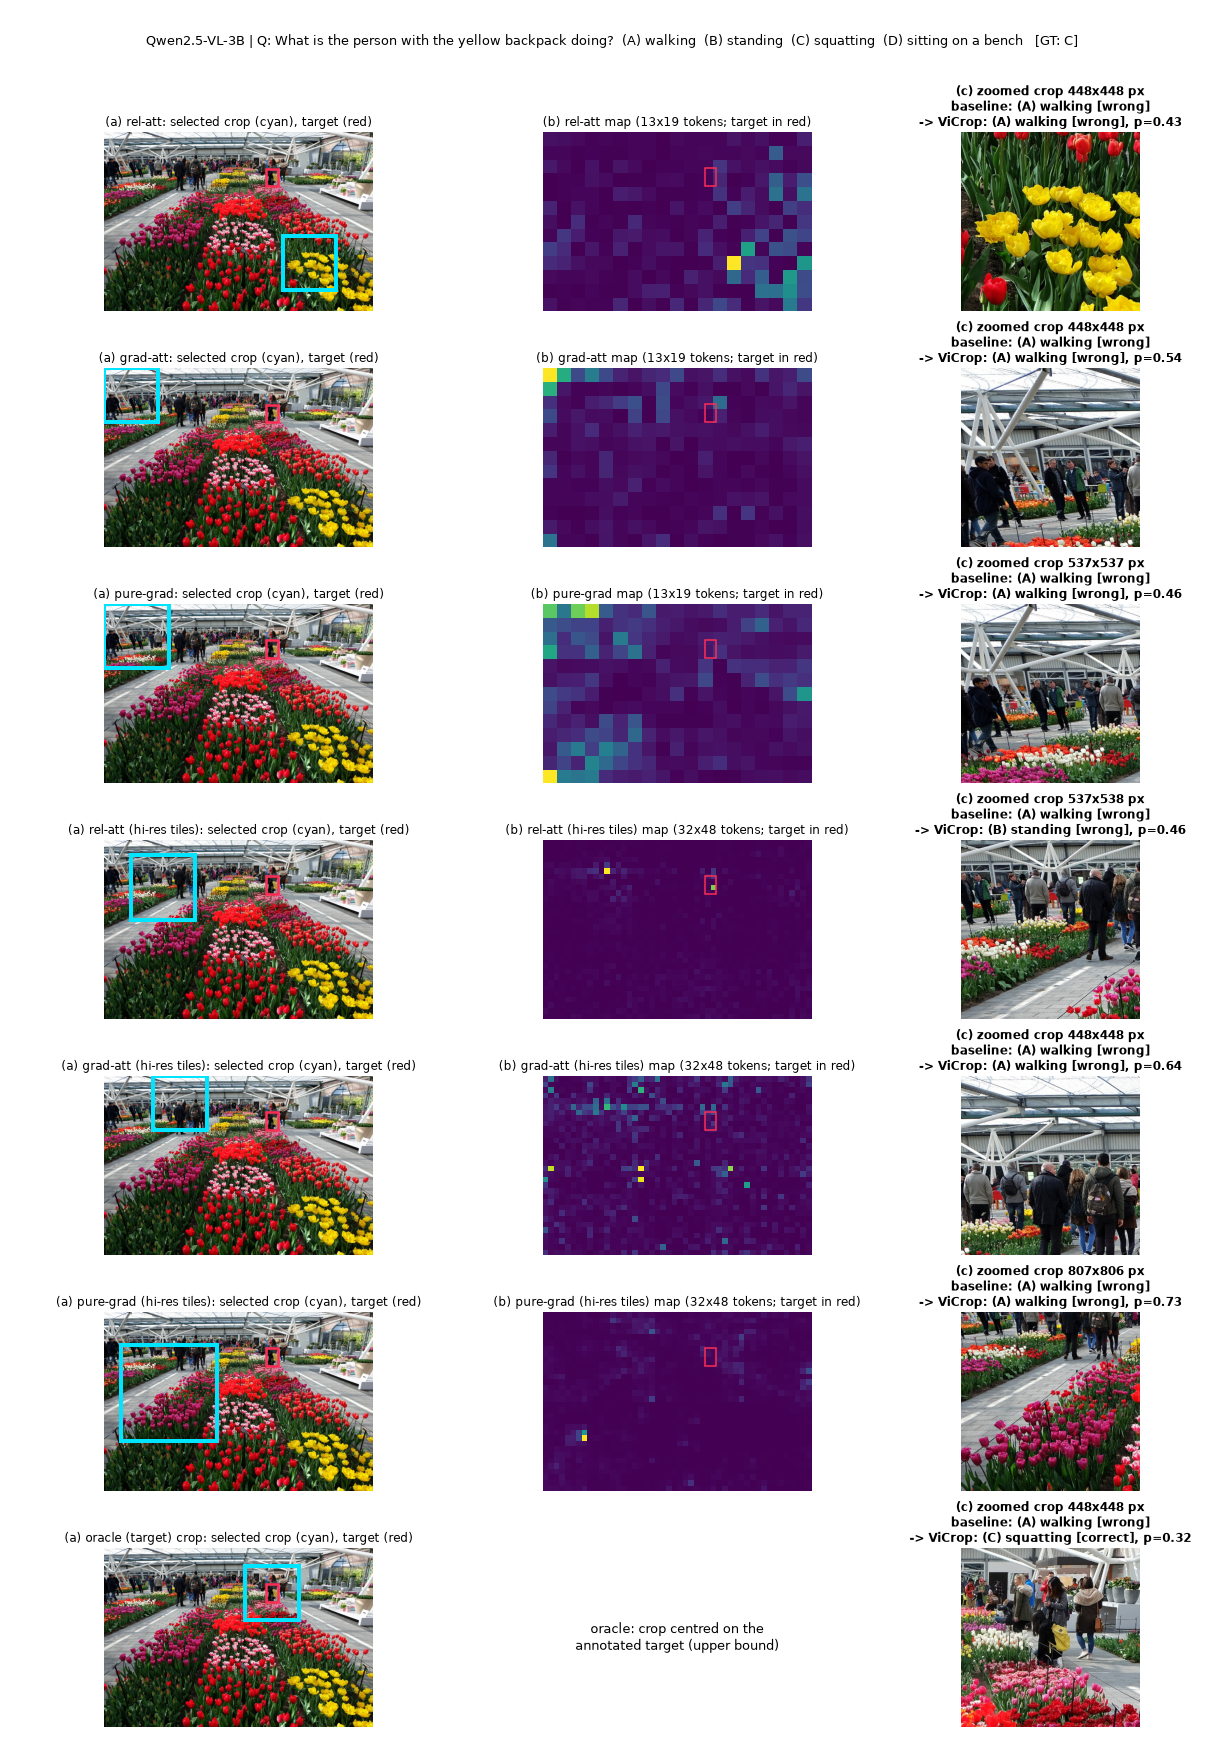 Qwen2.5-VL-3B | Q: What is the person with the yellow backpack doing?  (A) walking  (B) standing  (C) squatting  (D) sitting on a bench   [GT: C]
(a) rel-att: selected crop (cyan), target (red)
(b) rel-att map (13x19 tokens; target in red)
(c) zoomed crop 448x448 px
baseline: (A) walking [wrong]
-> ViCrop: (A) walking [wrong], p=0.43
(a) grad-att: selected crop (cyan), target (red)
(b) grad-att map (13x19 tokens; target in red)
(c) zoomed crop 448x448 px
baseline: (A) walking [wrong]
-> ViCrop: (A) walking [wrong], p=0.54
(a) pure-grad: selected crop (cyan), target (red)
(b) pure-grad map (13x19 tokens; target in red)
(c) zoomed crop 537x537 px
baseline: (A) walking [wrong]
-> ViCrop: (A) walking [wrong], p=0.46
(a) rel-att (hi-res tiles): selected crop (cyan), target (red)
(b) rel-att (hi-res tiles) map (32x48 tokens; target in red)
(c) zoomed crop 537x538 px
baseline: (A) walking [wrong]
-> ViCrop: (B) standing [wrong], p=0.46
(a) grad-att (hi-res tiles): selected crop (cyan), target (red)
(b) grad-att (hi-res tiles) map (32x48 tokens; target in red)
(c) zoomed crop 448x448 px
baseline: (A) walking [wrong]
-> ViCrop: (A) walking [wrong], p=0.64
(a) pure-grad (hi-res tiles): selected crop (cyan), target (red)
(b) pure-grad (hi-res tiles) map (32x48 tokens; target in red)
(c) zoomed crop 807x806 px
baseline: (A) walking [wrong]
-> ViCrop: (A) walking [wrong], p=0.73
(a) oracle (target) crop: selected crop (cyan), target (red)
oracle: crop centred on the
annotated target (upper bound)
(c) zoomed crop 448x448 px
baseline: (A) walking [wrong]
-> ViCrop: (C) squatting [correct], p=0.32